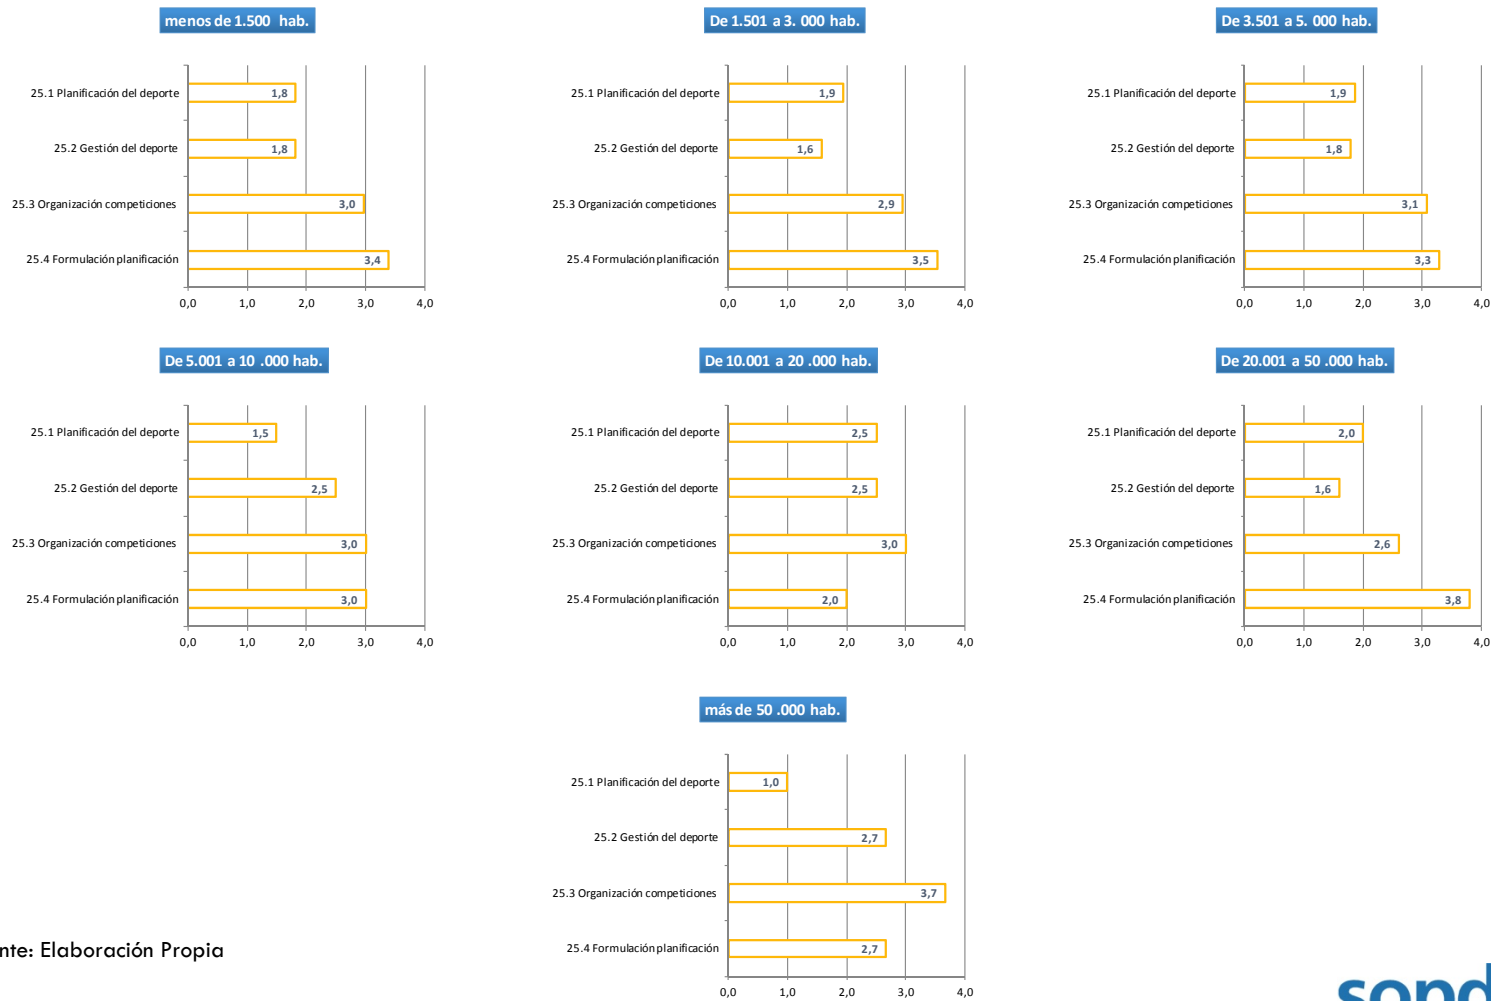 menos de 1.500 hab.
25.1 Planificación del deporte 1,8
25.2 Gestión del deporte 1,8
25.3 Organización competiciones 3,0
25.4 Formulación planificación 3,4
0,0 1,0 2,0 3,0 4,0
De 1.501 a 3. 000 hab.
25.1 Planificación del deporte 1,9
25.2 Gestión del deporte 1,6
25.3 Organización competiciones 2,9
25.4 Formulación planificación 3,5
0,0 1,0 2,0 3,0 4,0
De 3.501 a 5. 000 hab.
25.1 Planificación del deporte 1,9
25.2 Gestión del deporte 1,8
25.3 Organización competiciones 3,1
25.4 Formulación planificación 3,3
0,0 1,0 2,0 3,0 4,0
De 5.001 a 10 .000 hab.
25.1 Planificación del deporte 1,5
25.2 Gestión del deporte 2,5
25.3 Organización competiciones 3,0
25.4 Formulación planificación 3,0
0,0 1,0 2,0 3,0 4,0
De 10.001 a 20 .000 hab.
25.1 Planificación del deporte 2,5
25.2 Gestión del deporte 2,5
25.3 Organización competiciones 3,0
25.4 Formulación planificación 2,0
0,0 1,0 2,0 3,0 4,0
De 20.001 a 50 .000 hab.
25.1 Planificación del deporte 2,0
25.2 Gestión del deporte 1,6
25.3 Organización competiciones 2,6
25.4 Formulación planificación 3,8
0,0 1,0 2,0 3,0 4,0
más de 50 .000 hab.
25.1 Planificación del deporte 1,0
25.2 Gestión del deporte 2,7
25.3 Organización competiciones 3,7
25.4 Formulación planificación 2,7
0,0 1,0 2,0 3,0 4,0
nte: Elaboración Propia